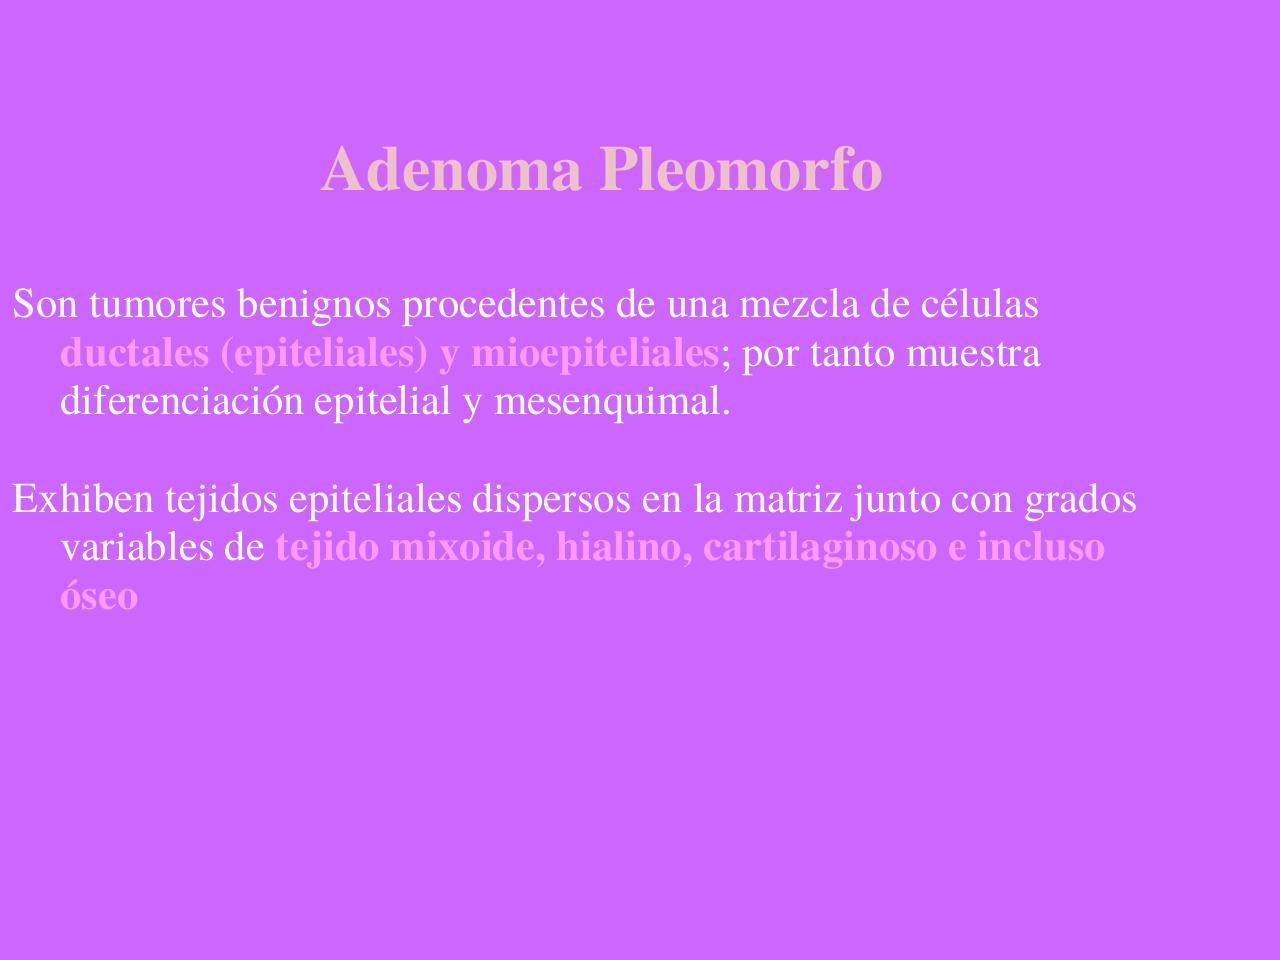 Adenoma Pleomorfo
Son tumores benignos procedentes de una mezcla de células
ductales (epiteliales) y mioepiteliales; por tanto muestra
diferenciación epitelial y mesenquimal.
Exhiben tejidos epiteliales dispersos en la matriz junto con grados
variables de tejido mixoide, hialino, cartilaginoso e incluso
óseo